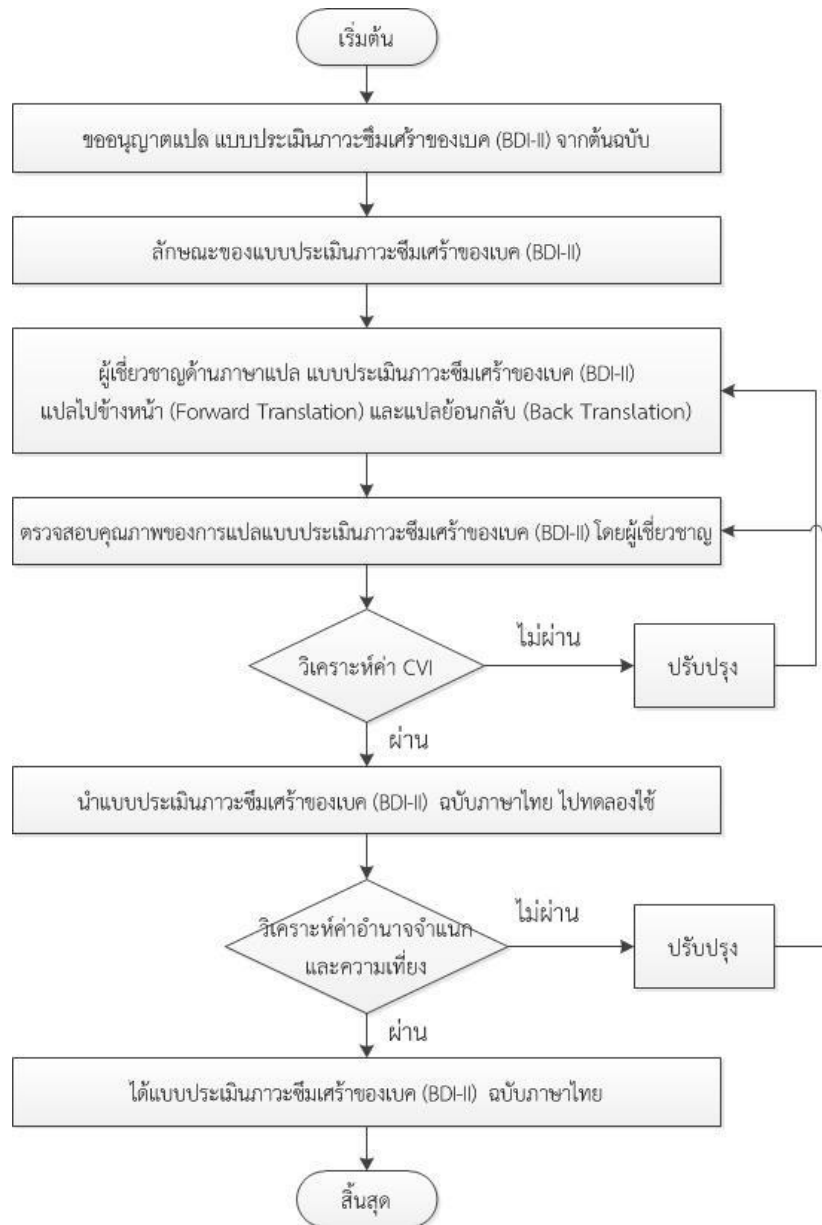 เริ่มต้น
ขออนุญาตแปล แบบประเมินภาวะซึมเศร้าของเบค (BDI-II) จากต้นฉบับ
ลักษณะของแบบประเมินภาวะซึมเศร้าของเบค (BDI-II)
ผู้เชี่ยวชาญด้านภาษาแปล แบบประเมินภาวะซึมเศร้าของเบค (BDI-II)
แปลไปข้างหน้า (Forward Translation) และแปลย้อนกลับ (Back Translation)
ตรวจสอบคุณภาพของการแปลแบบประเมินภาวะซึมเศร้าของเบค (BDI-II) โดยผู้เชี่ยวชาญ
วิเคราะห์ค่า CVI
ไม่ผ่าน
ปรับปรุง
ผ่าน
นำแบบประเมินภาวะซึมเศร้าของเบค (BDI-II) ฉบับภาษาไทย ไปทดลองใช้
วิเคราะห์ค่าอำนาจจำแนก
และความเที่ยง
ไม่ผ่าน
ปรับปรุง
ผ่าน
ได้แบบประเมินภาวะซึมเศร้าของเบค (BDI-II) ฉบับภาษาไทย
สิ้นสุด